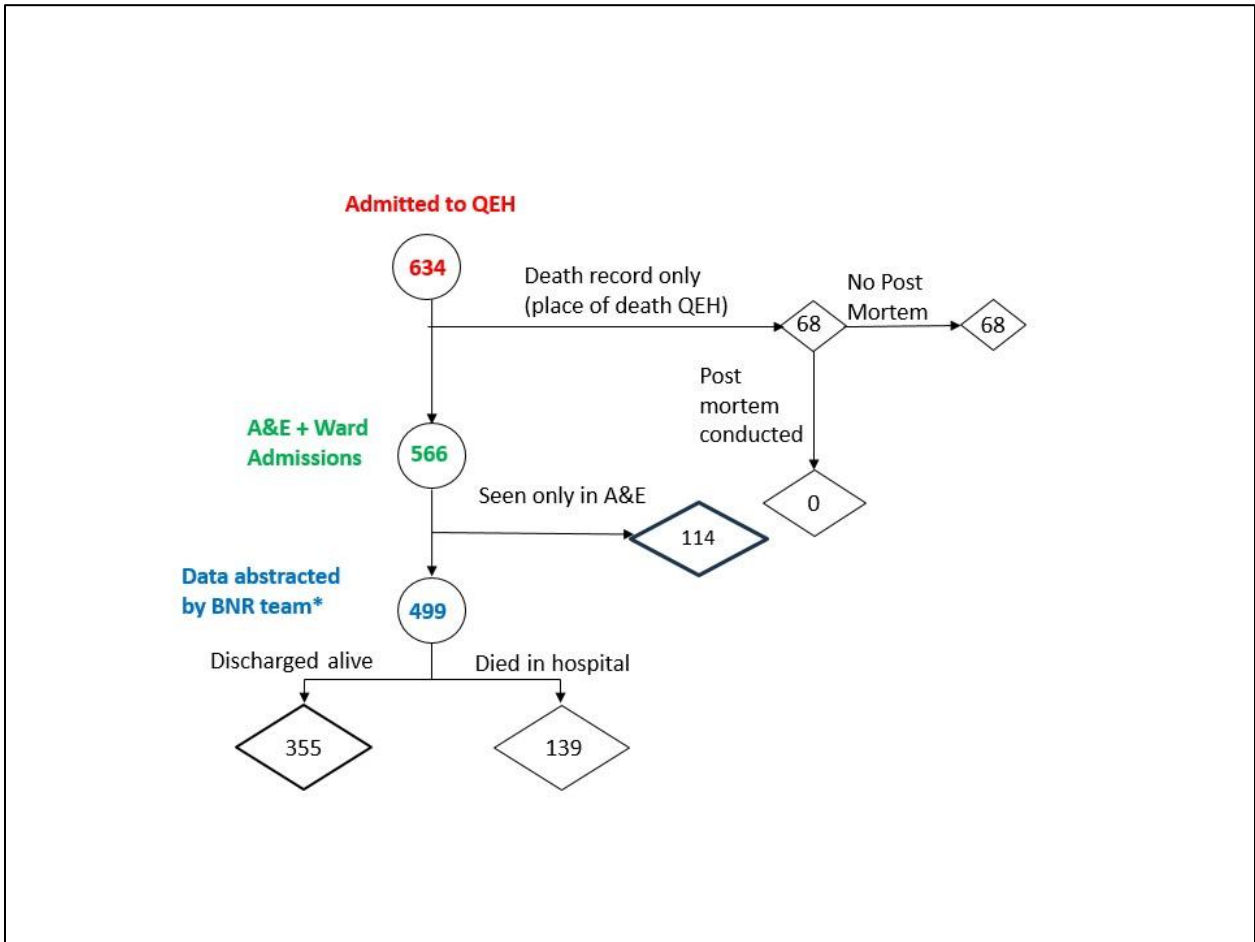 Admitted to QEH
634
Death record only
(place of death QEH)
68
No Post
Mortem
68
Post
mortem
conducted
0
A&E + Ward
Admissions
566
Seen only in A&E
114
Data abstracted
by BNR team*
499
Discharged alive
Died in hospital
355
139